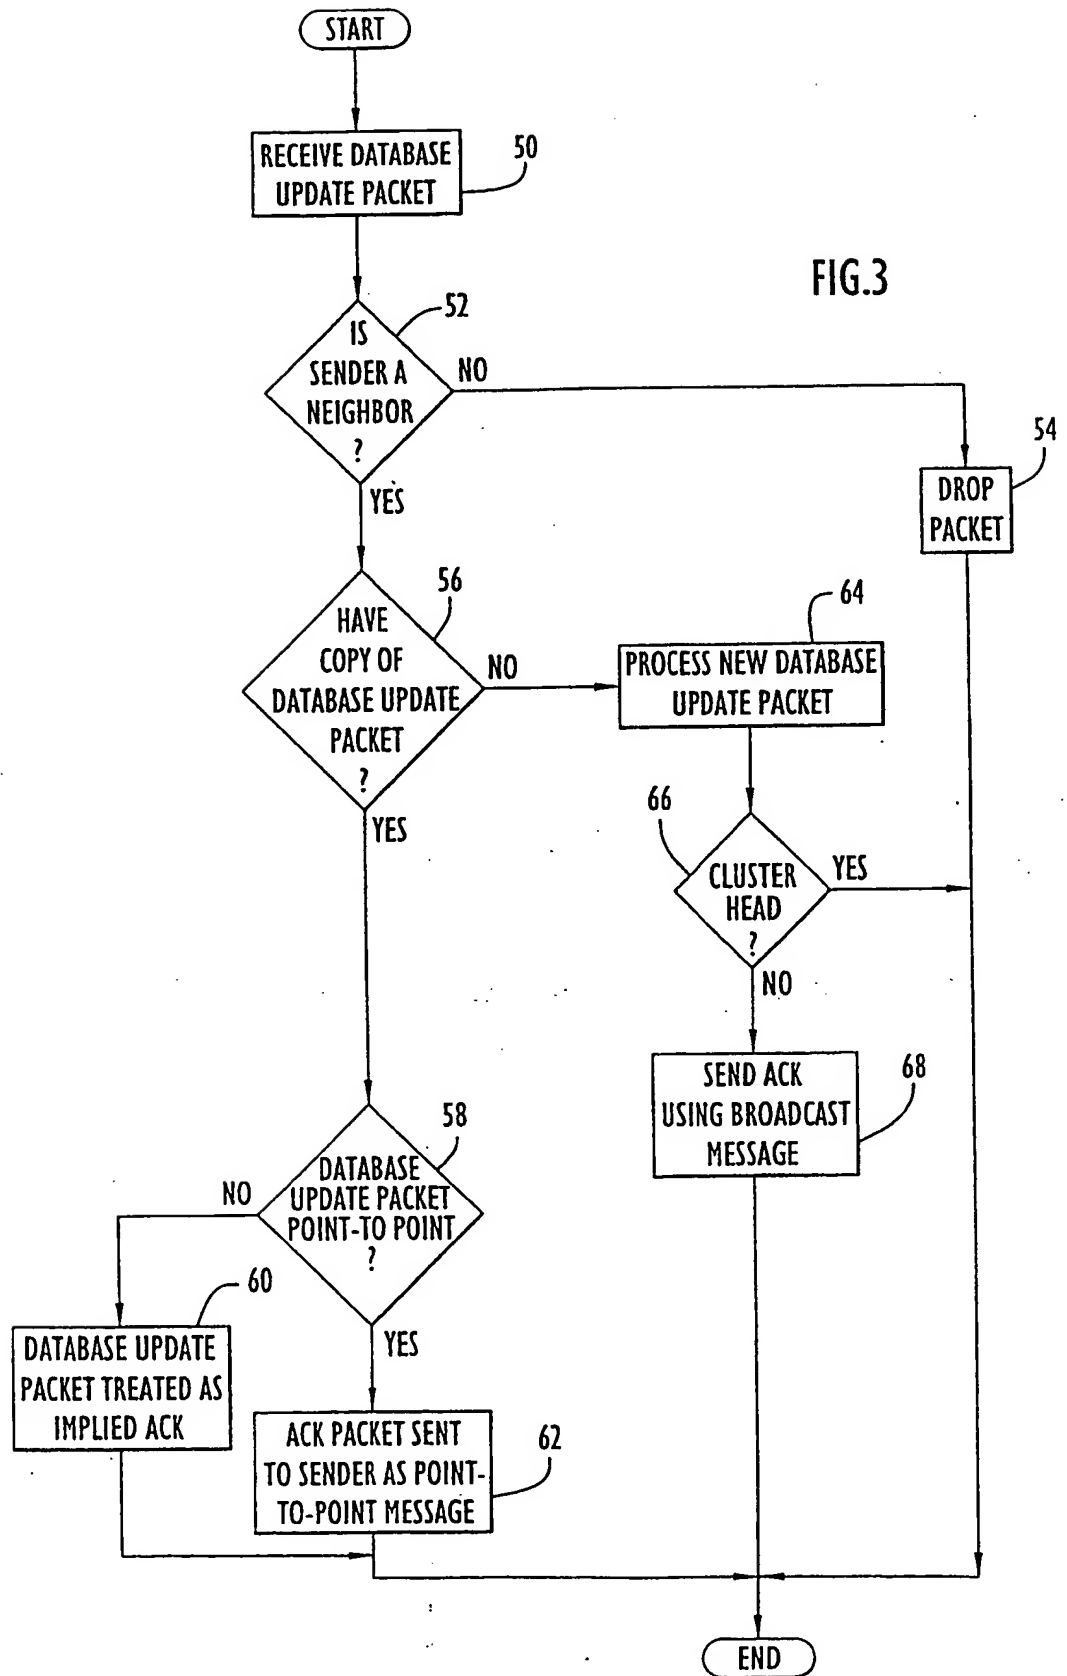 START
RECEIVE DATABASE
UPDATE PACKET
50
FIG.3
IS
SENDER A
NEIGHBOR
?
52
NO
YES
54
DROP
PACKET
HAVE
COPY OF
DATABASE UPDATE
PACKET
?
56
NO
YES
64
PROCESS NEW DATABASE
UPDATE PACKET
66
CLUSTER
HEAD
?
YES
NO
SEND ACK
USING BROADCAST
MESSAGE
68
DATABASE
UPDATE PACKET
POINT-TO POINT
?
58
NO
YES
60
DATABASE UPDATE
PACKET TREATED AS
IMPLIED ACK
ACK PACKET SENT
TO SENDER AS POINT-
TO-POINT MESSAGE
62
END